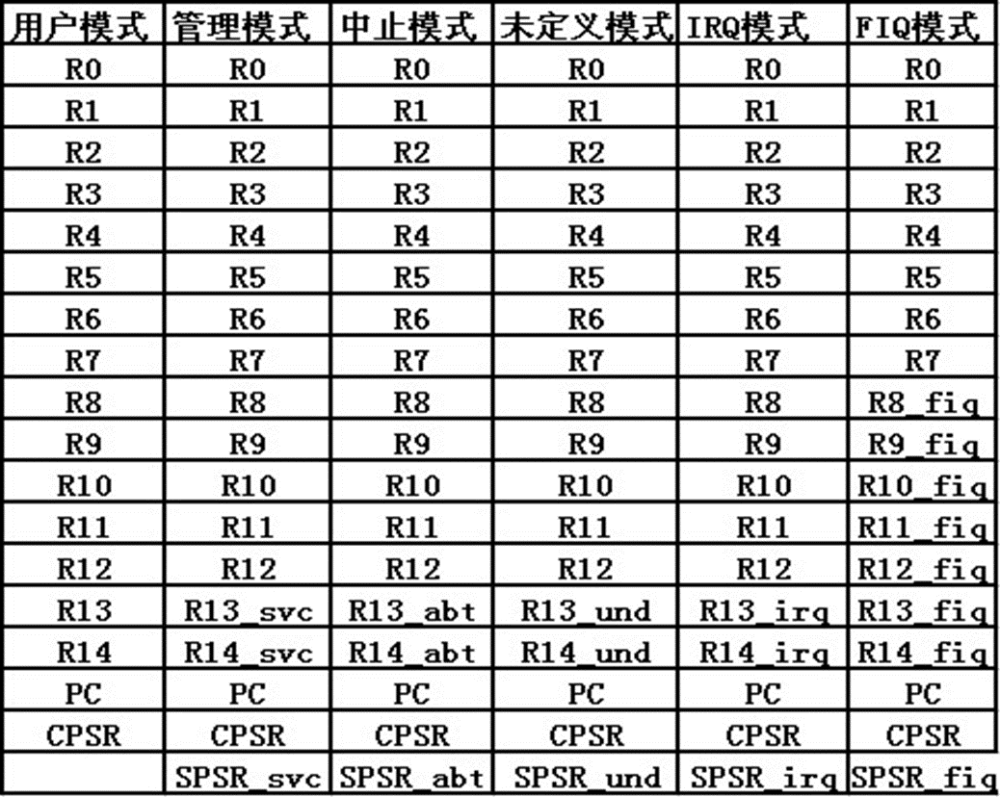 用户模式 管理模式 中止模式 未定义模式 IRQ模式 FIQ模式
R0 R0 R0 R0 R0 R0
R1 R1 R1 R1 R1 R1
R2 R2 R2 R2 R2 R2
R3 R3 R3 R3 R3 R3
R4 R4 R4 R4 R4 R4
R5 R5 R5 R5 R5 R5
R6 R6 R6 R6 R6 R6
R7 R7 R7 R7 R7 R7
R8 R8 R8 R8 R8 R8_fiq
R9 R9 R9 R9 R9 R9_fiq
R10 R10 R10 R10 R10 R10_fiq
R11 R11 R11 R11 R11 R11_fiq
R12 R12 R12 R12 R12 R12_fiq
R13 R13_svc R13_abt R13_und R13_irq R13_fiq
R14 R14_svc R14_abt R14_und R14_irq R14_fiq
PC PC PC PC PC PC
CPSR CPSR CPSR CPSR CPSR CPSR
SPSR_svc SPSR_abt SPSR_und SPSR_irq SPSR_fiq